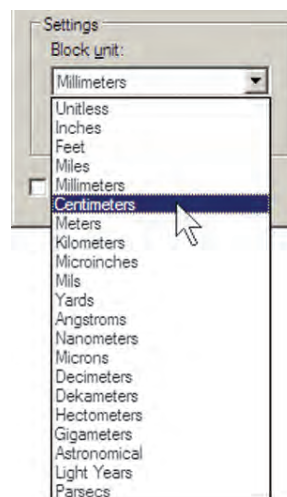 Settings
Block unit:
Millimeters
Unitless
Inches
Feet
Miles
Millimeters
Centimeters
Meters
Kilometers
Microinches
Mils
Yards
Angstroms
Nanometers
Microns
Decimeters
Dekameters
Hectometers
Gigameters
Astronomical
Light Years
Parsecs